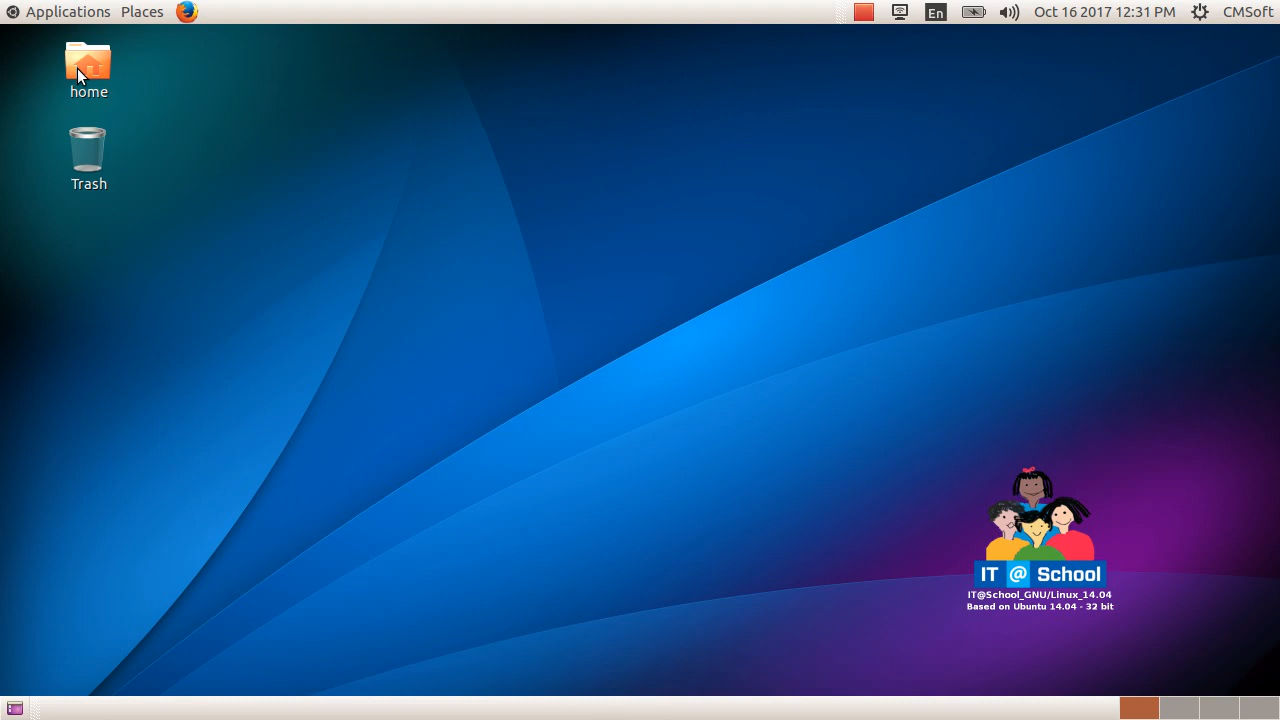 Applications Places En Oct 16 2017 12:31 PM CMSoft
home
Trash
IT @ School
IT@School_GNU/Linux_14.04
Based on Ubuntu 14.04 - 32 bit